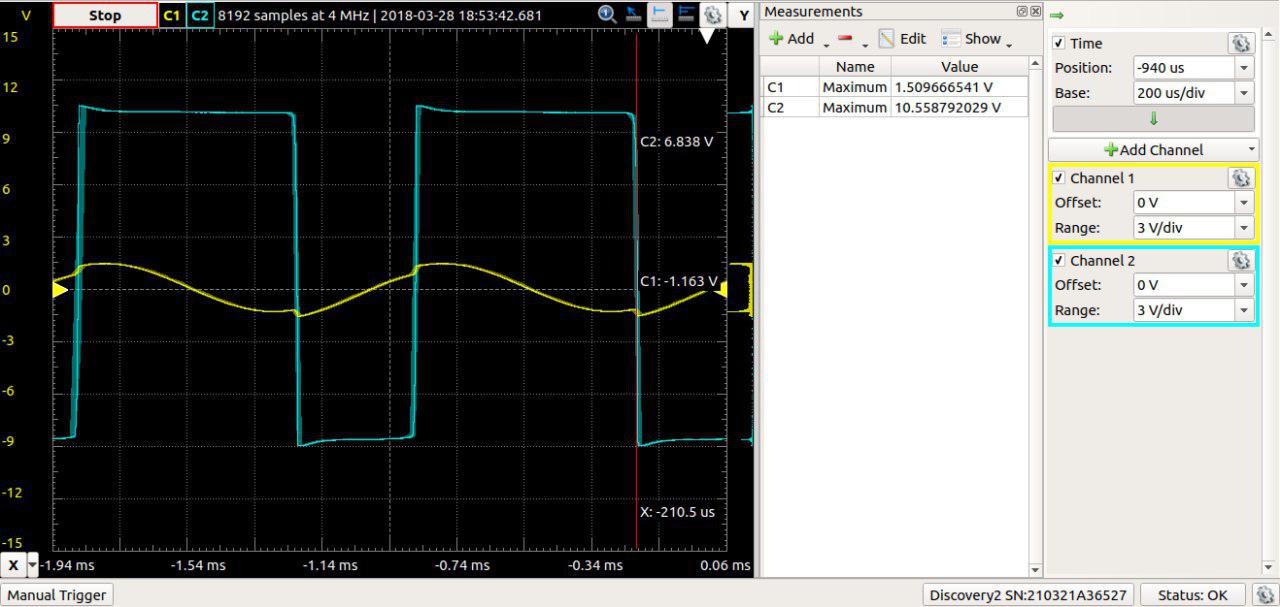 V Stop C1 C2 8192 samples at 4 MHz | 2018-03-28 18:53:42.681 Y
15
12
9
6
3
0
-3
-6
-9
-12
-15
C2: 6.838 V
C1: -1.163 V
X: -210.5 us
X -1.94 ms -1.54 ms -1.14 ms -0.74 ms -0.34 ms 0.06 ms
Measurements
Add Edit Show
Name Value
C1 Maximum 1.509666541 V
C2 Maximum 10.558792029 V
Time
Position: -940 us
Base: 200 us/div
Add Channel
Channel 1
Offset: 0 V
Range: 3 V/div
Channel 2
Offset: 0 V
Range: 3 V/div
Manual Trigger Discovery2 SN:210321A36527 Status: OK